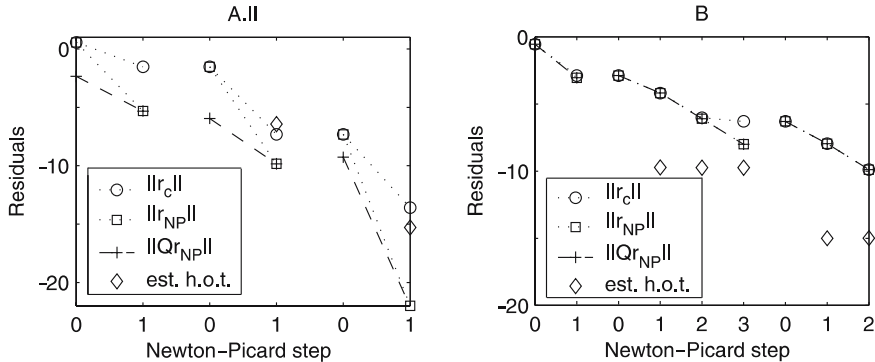 A.II
Residuals
0
−10
−20
||r_c||
||r_NP||
||Qr_NP||
est. h.o.t.
0 1 0 1 0 1
Newton−Picard step
B
Residuals
0
−10
−20
||r_c||
||r_NP||
||Qr_NP||
est. h.o.t.
0 1 0 1 2 3 0 1 2
Newton−Picard step